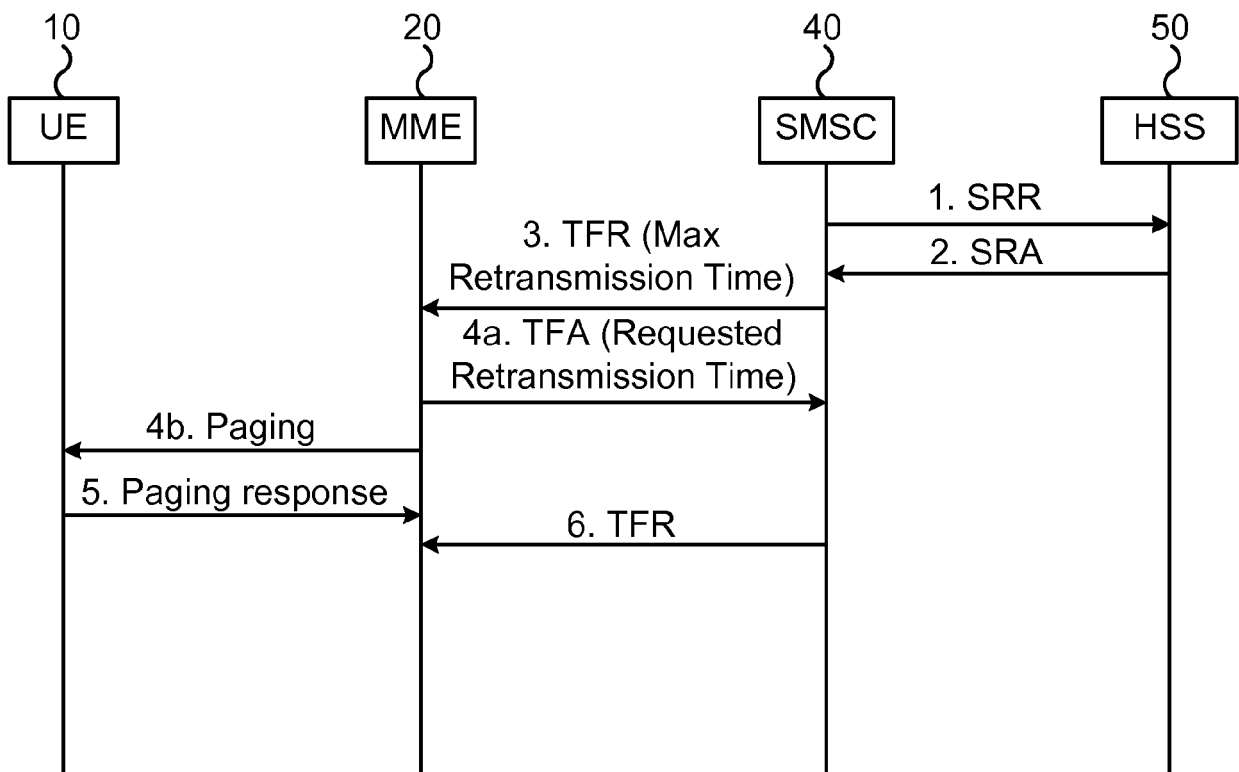 10
20
40
50
UE
MME
SMSC
HSS
1. SRR
2. SRA
3. TFR (Max
Retransmission Time)
4a. TFA (Requested
Retransmission Time)
4b. Paging
5. Paging response
6. TFR